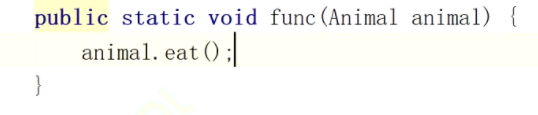 public static void func(Animal animal) {
    animal.eat();
}